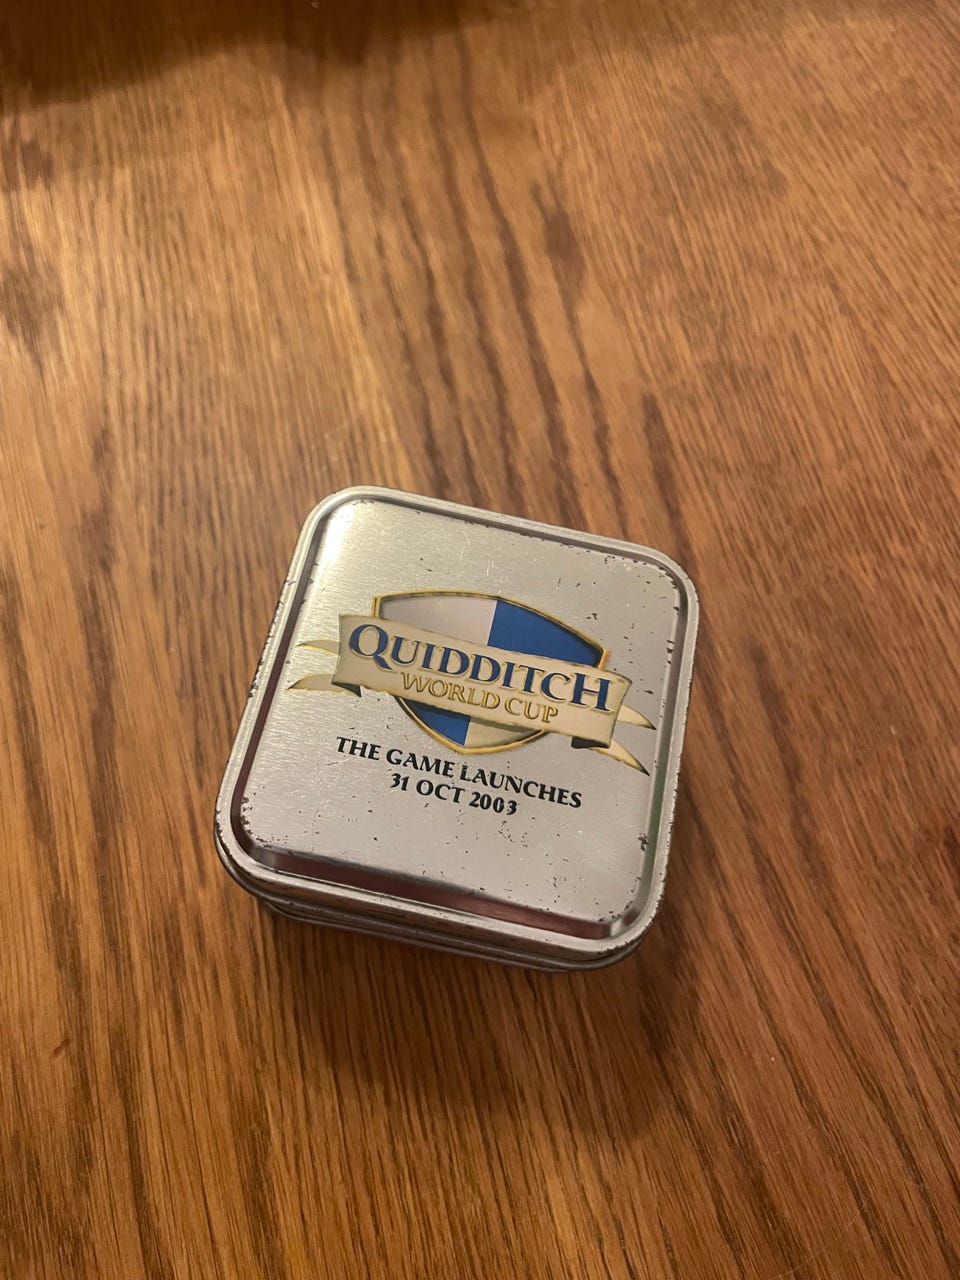 QUIDDITCH
WORLD CUP
THE GAME LAUNCHES
31 OCT 2003